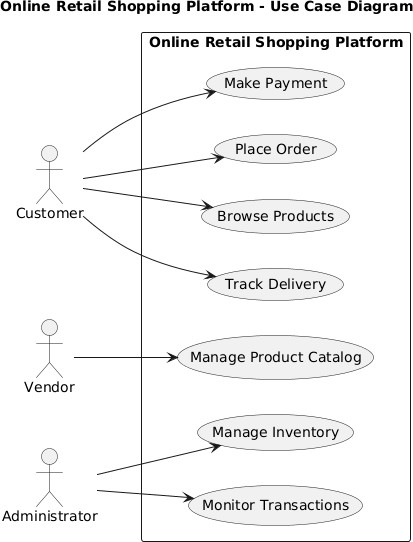 Online Retail Shopping Platform - Use Case Diagram
Online Retail Shopping Platform
Make Payment
Place Order
Customer
Browse Products
Track Delivery
Manage Product Catalog
Vendor
Manage Inventory
Monitor Transactions
Administrator